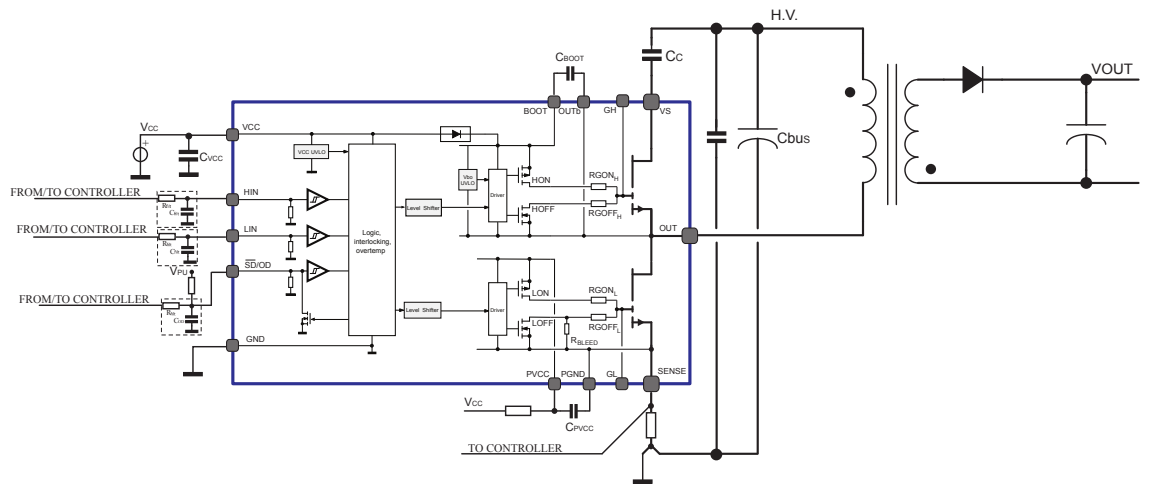 H.V.
CC
CBOOT
VOUT
BOOT OUTb GH VS
VCC
VCC
CVCC
VCC UVLO
Cbus
FROM/TO CONTROLLER
HIN
Vbo UVLO
Driver
HON
RGONH
HOFF
RGOFFH
Level Shifter
FROM/TO CONTROLLER
LIN
OUT
Logic,
interlocking,
overtemp
VPU
SD/OD
FROM/TO CONTROLLER
Level Shifter
Driver
LON
RGONL
LOFF
RGOFFL
RBLEED
GND
PVCC PGND GL SENSE
VCC
CPVCC
TO CONTROLLER